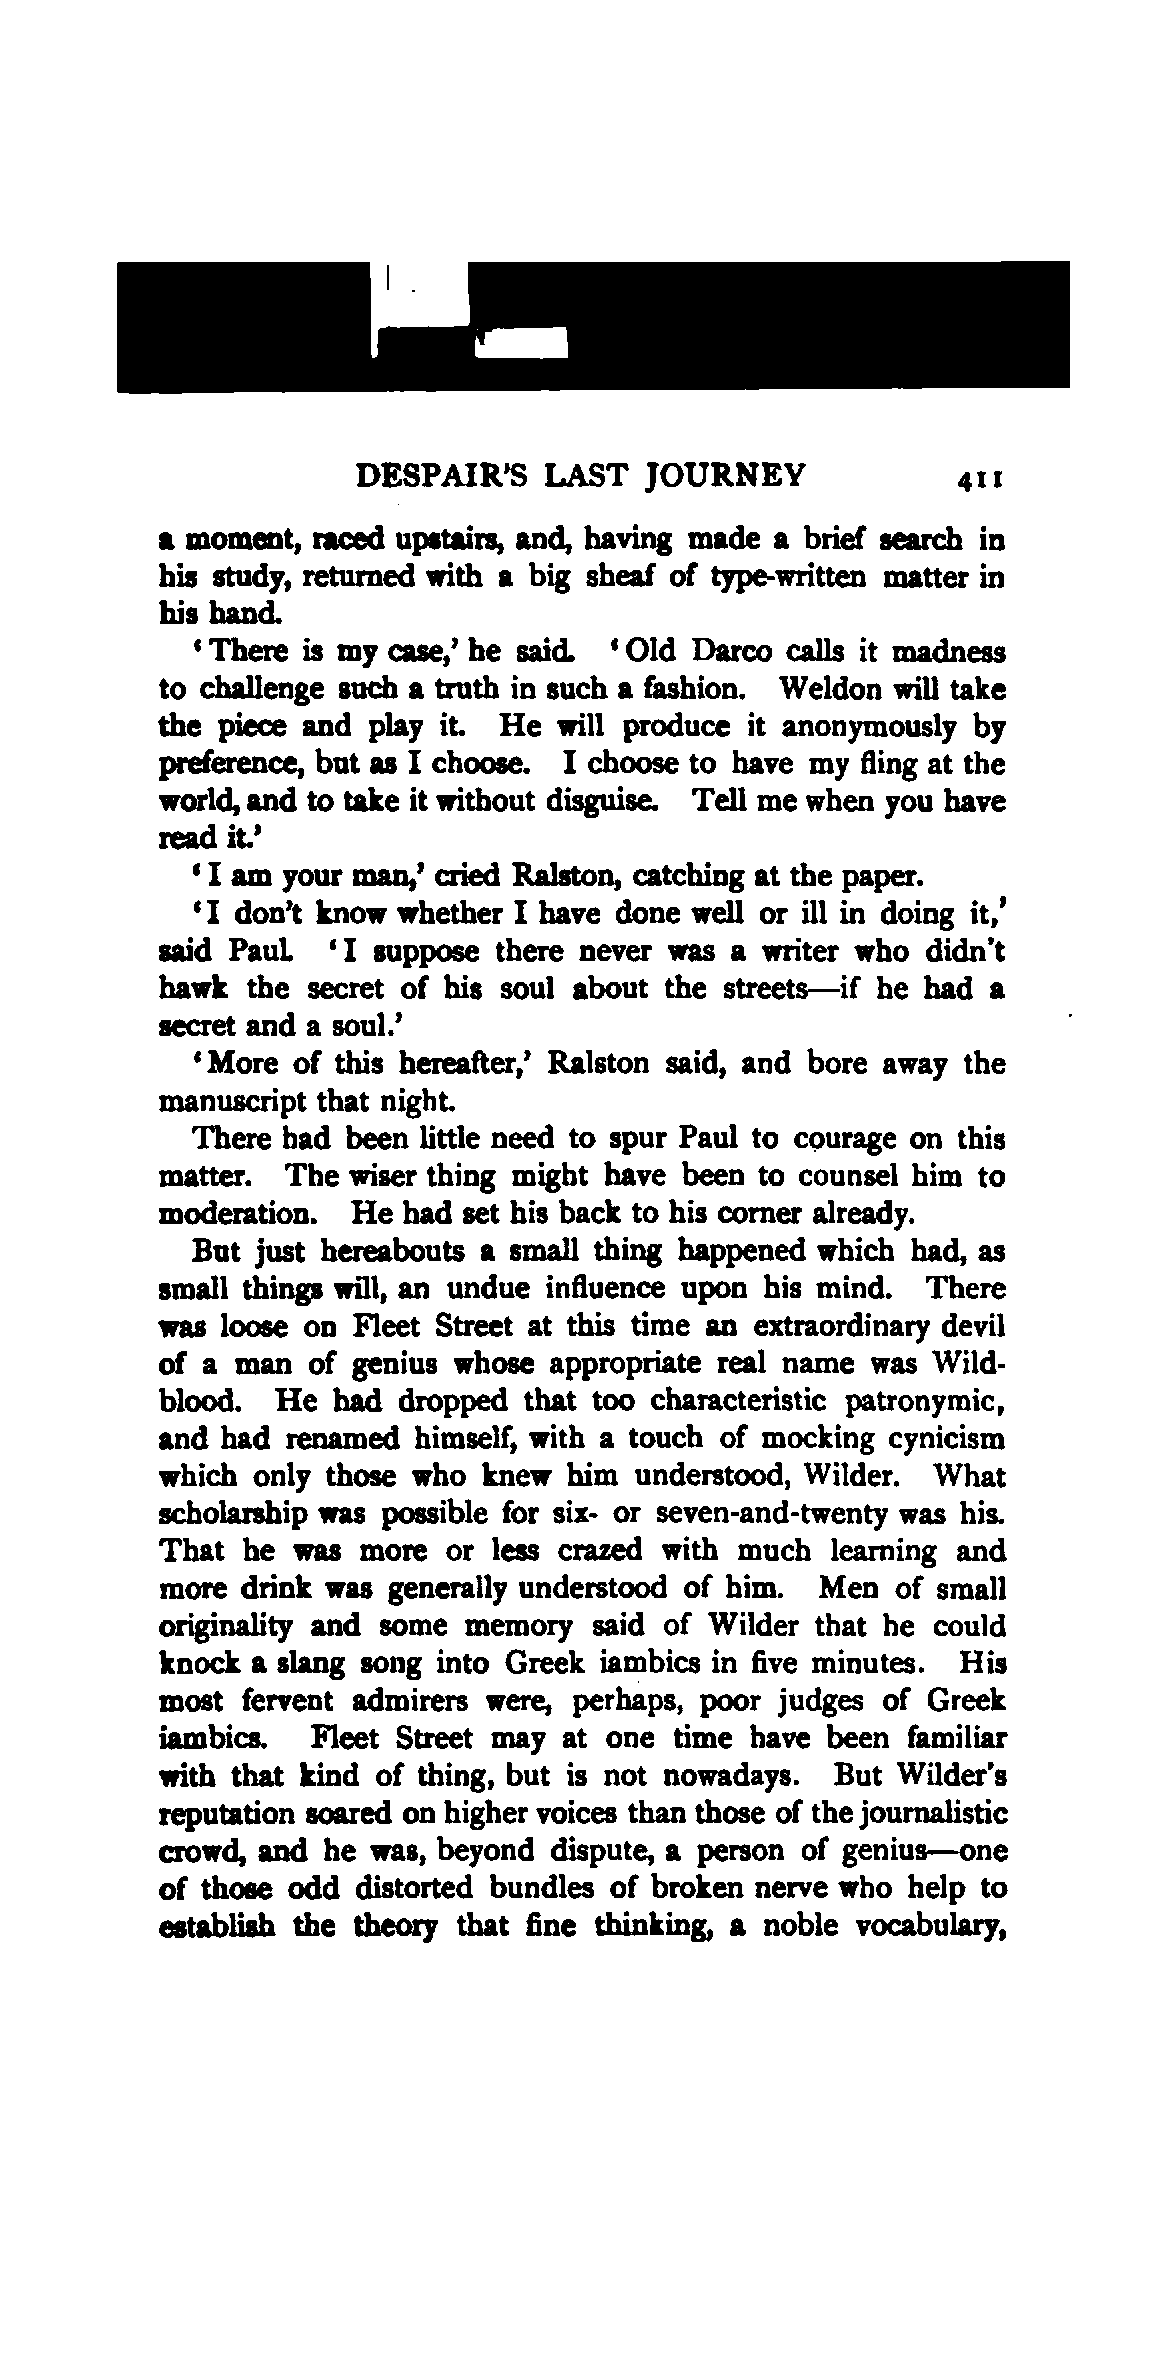 DESPAIR'S LAST JOURNEY 411
a moment, raced upstairs, and, having made a brief search in
his study, returned with a big sheaf of type-written matter in
his hand.
‘There is my case,’ he said. ‘Old Darco calls it madness
to challenge such a truth in such a fashion. Weldon will take
the piece and play it. He will produce it anonymously by
preference, but as I choose. I choose to have my fling at the
world, and to take it without disguise. Tell me when you have
read it.’
‘I am your man,’ cried Ralston, catching at the paper.
‘I don't know whether I have done well or ill in doing it,’
said Paul. ‘I suppose there never was a writer who didn't
hawk the secret of his soul about the streets—if he had a
secret and a soul.’
‘More of this hereafter,’ Ralston said, and bore away the
manuscript that night.
There had been little need to spur Paul to courage on this
matter. The wiser thing might have been to counsel him to
moderation. He had set his back to his corner already.
But just hereabouts a small thing happened which had, as
small things will, an undue influence upon his mind. There
was loose on Fleet Street at this time an extraordinary devil
of a man of genius whose appropriate real name was Wild-
blood. He had dropped that too characteristic patronymic,
and had renamed himself, with a touch of mocking cynicism
which only those who knew him understood, Wilder. What
scholarship was possible for six- or seven-and-twenty was his.
That he was more or less crazed with much learning and
more drink was generally understood of him. Men of small
originality and some memory said of Wilder that he could
knock a slang song into Greek iambics in five minutes. His
most fervent admirers were, perhaps, poor judges of Greek
iambics. Fleet Street may at one time have been familiar
with that kind of thing, but is not nowadays. But Wilder's
reputation soared on higher voices than those of the journalistic
crowd, and he was, beyond dispute, a person of genius—one
of those odd distorted bundles of broken nerve who help to
establish the theory that fine thinking, a noble vocabulary,